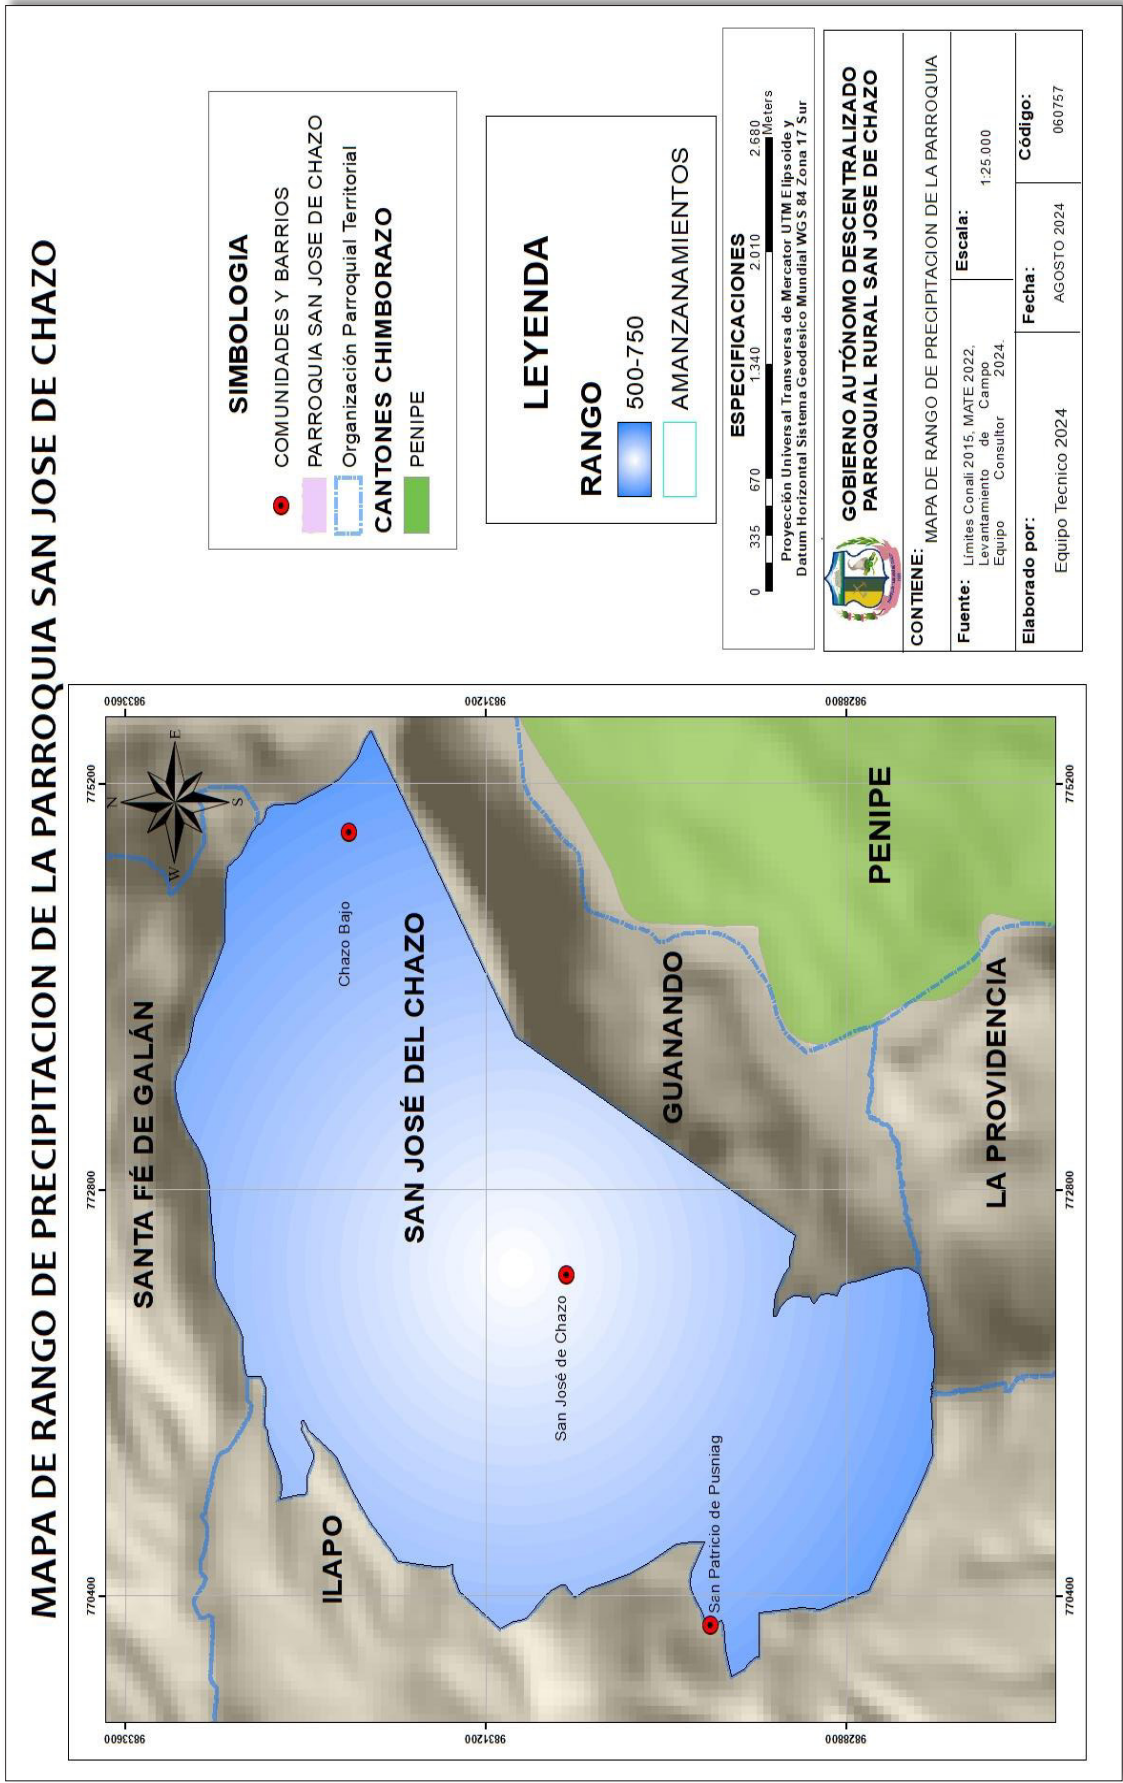 MAPA DE RANGO DE PRECIPITACION DE LA PARROQUIA SAN JOSE DE CHAZO
770400
772800
775200
9833600
9833600
N
W
E
S
SANTA FÉ DE GALÁN
Chazo Bajo
ILAPO
SAN JOSÉ DEL CHAZO
9831200
9831200
San José de Chazo
GUANANDO
San Patricio de Pusniag
PENIPE
9828800
9828800
LA PROVIDENCIA
770400
772800
775200
SIMBOLOGIA
COMUNIDADES Y BARRIOS
PARROQUIA SAN JOSE DE CHAZO
Organización Parroquial Territorial
CANTONES CHIMBORAZO
PENIPE
LEYENDA
RANGO
500-750
AMANZANAMIENTOS
ESPECIFICACIONES
0 335 670 1.340 2.010 2.680
Meters
Proyección Universal Transversa de Mercator UTM Elipsoide y
Datum Horizontal Sistema Geodesico Mundial WGS 84 Zona 17 Sur
GOBIERNO AUTÓNOMO DESCENTRALIZADO
PARROQUIAL RURAL SAN JOSE DE CHAZO
CONTIENE:
MAPA DE RANGO DE PRECIPITACION DE LA PARROQUIA
Fuente: Límites Conali 2015, MATE 2022,
Levantamiento de Campo
Equipo Consultor 2024.
Escala:
1:25.000
Elaborado por:
Equipo Tecnico 2024
Fecha:
AGOSTO 2024
Código:
060757